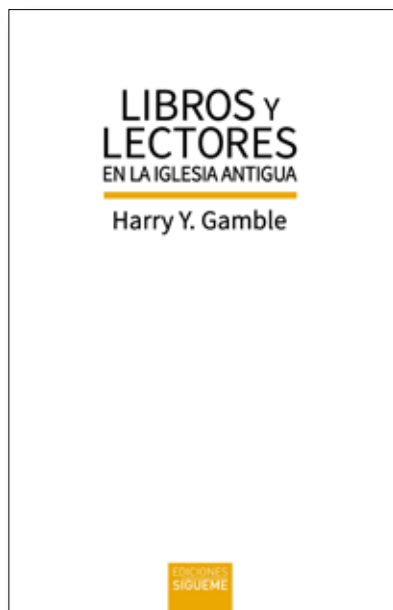 LIBROS Y
LECTORES
EN LA IGLESIA ANTIGUA
Harry Y. Gamble
EDICIONES
SÍGUEME